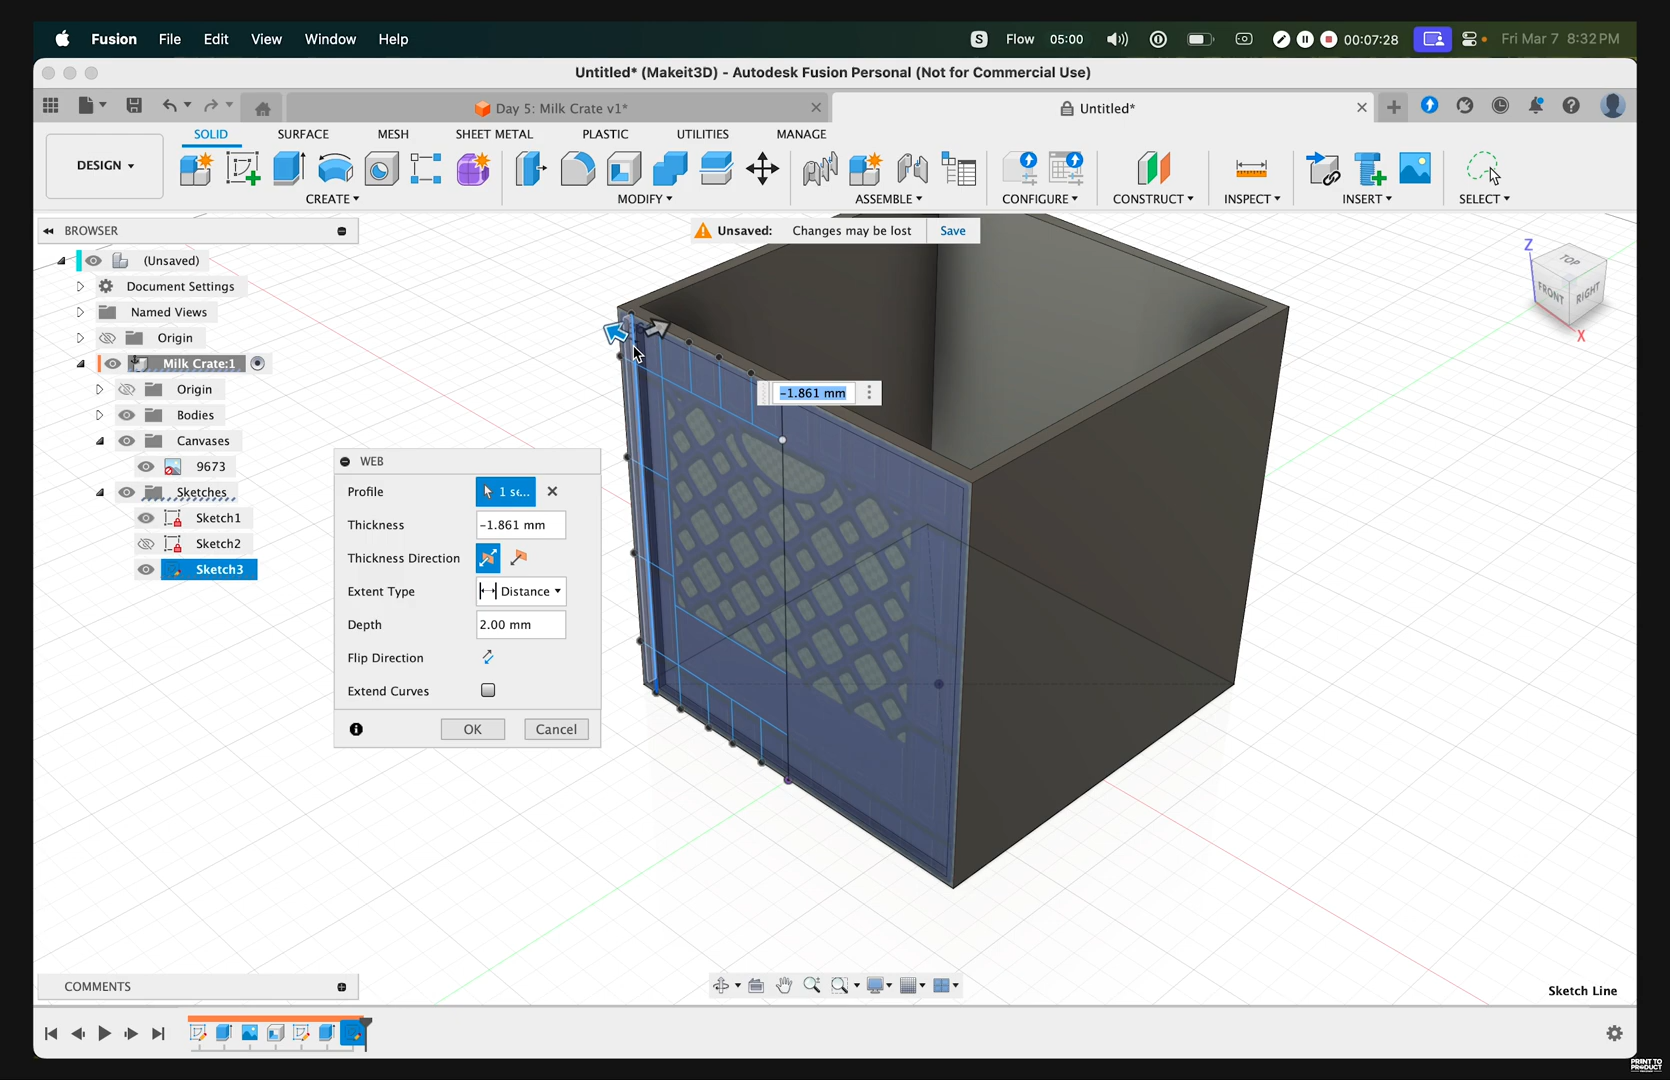 Fusion File Edit View Window Help
S Flow 05:00 00:07:28 Fri Mar 7 8:32 PM
Untitled* (Makeit3D) - Autodesk Fusion Personal (Not for Commercial Use)
Day 5: Milk Crate v1*
Untitled*
SOLID SURFACE MESH SHEET METAL PLASTIC UTILITIES MANAGE
DESIGN
CREATE MODIFY ASSEMBLE CONFIGURE CONSTRUCT INSPECT INSERT SELECT
BROWSER
Unsaved: Changes may be lost Save
(Unsaved)
Document Settings
Named Views
Origin
Milk Crate:1
Origin
Bodies
Canvases
9673
Sketches
Sketch1
Sketch2
Sketch3
Z
TOP
FRONT RIGHT
X
-1.861 mm
WEB
Profile 1 se...
Thickness -1.861 mm
Thickness Direction
Extent Type Distance
Depth 2.00 mm
Flip Direction
Extend Curves
OK Cancel
COMMENTS
Sketch Line
PRINT TO
PRODUCT